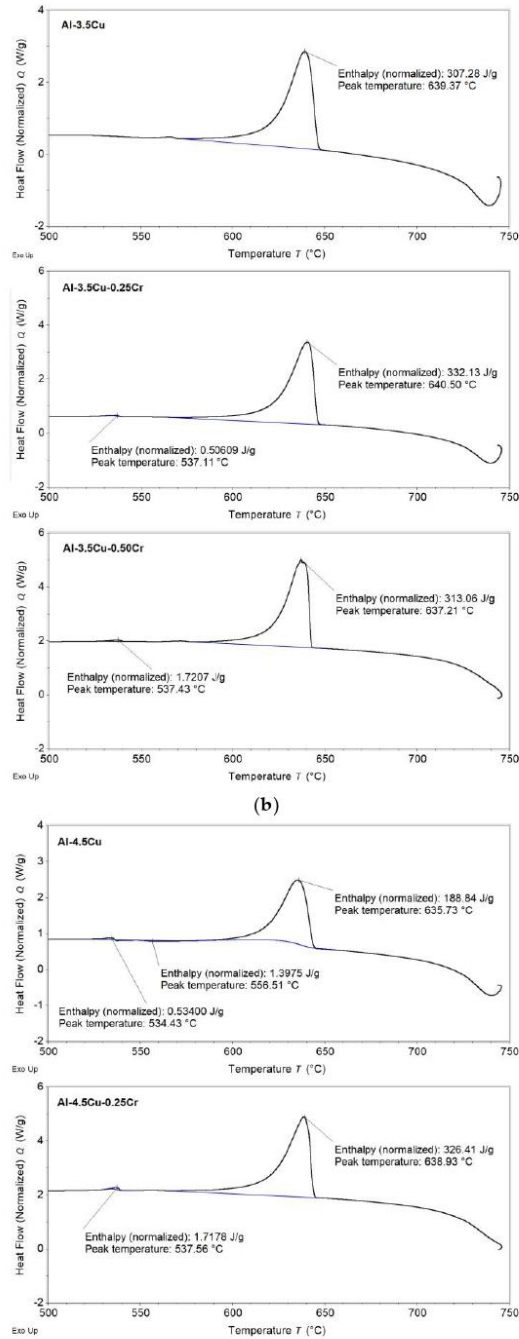 Al-3.5Cu
4
2
0
-2
Heat Flow (Normalized) Q (W/g)
Enthalpy (normalized): 307.28 J/g
Peak temperature: 639.37 °C
500 550 600 650 700 750
Exo Up
Temperature T (°C)
Al-3.5Cu-0.25Cr
6
4
2
0
-2
Heat Flow (Normalized) Q (W/g)
Enthalpy (normalized): 332.13 J/g
Peak temperature: 640.50 °C
Enthalpy (normalized): 0.50609 J/g
Peak temperature: 537.11 °C
500 550 600 650 700 750
Exo Up
Temperature T (°C)
Al-3.5Cu-0.50Cr
6
4
2
0
-2
Heat Flow (Normalized) Q (W/g)
Enthalpy (normalized): 313.06 J/g
Peak temperature: 637.21 °C
Enthalpy (normalized): 1.7207 J/g
Peak temperature: 537.43 °C
500 550 600 650 700 750
Exo Up
Temperature T (°C)
(b)
Al-4.5Cu
4
3
1
0
-1
-2
Heat Flow (Normalized) Q (W/g)
Enthalpy (normalized): 188.84 J/g
Peak temperature: 635.73 °C
Enthalpy (normalized): 1.3975 J/g
Peak temperature: 556.51 °C
Enthalpy (normalized): 0.53400 J/g
Peak temperature: 534.43 °C
500 550 600 650 700 750
Exo Up
Temperature T (°C)
Al-4.5Cu-0.25Cr
6
4
2
0
-2
Heat Flow (Normalized) Q (W/g)
Enthalpy (normalized): 326.41 J/g
Peak temperature: 638.93 °C
Enthalpy (normalized): 1.7178 J/g
Peak temperature: 537.56 °C
500 550 600 650 700 750
Exo Up
Temperature T (°C)